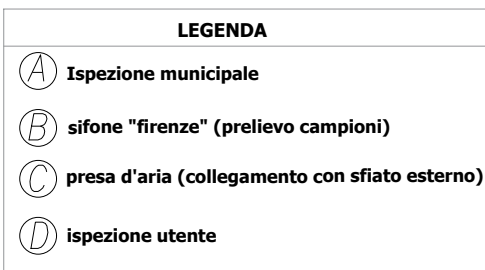 LEGENDA
A Ispezione municipale
B sifone "firenze" (prelievo campioni)
C presa d'aria (collegamento con sfiato esterno)
D ispezione utente